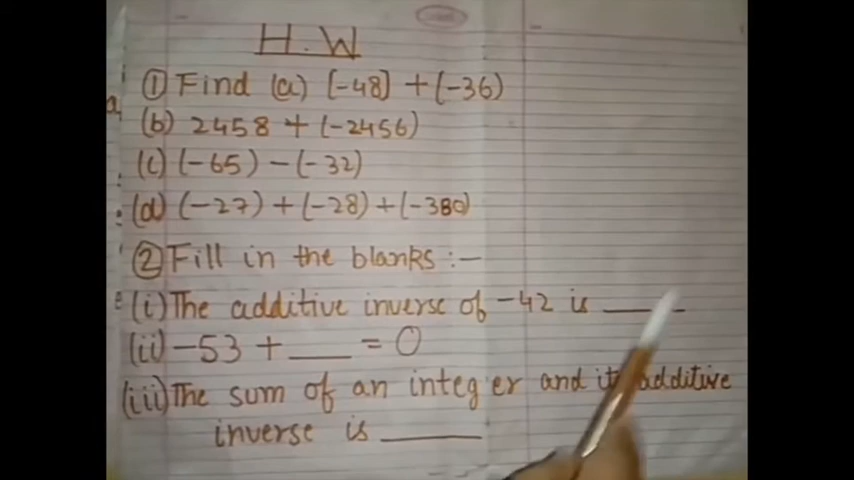 H.W
① Find (a) [-48] + (-36)
(b) 2458 + (-2456)
(c) (-65) - (-32)
(d) (-27) + (-28) + (-380)
② Fill in the blanks :-
(i) The additive inverse of -42 is ____
(ii) -53 + ____ = 0
(iii) The sum of an integer and its additive
inverse is ____